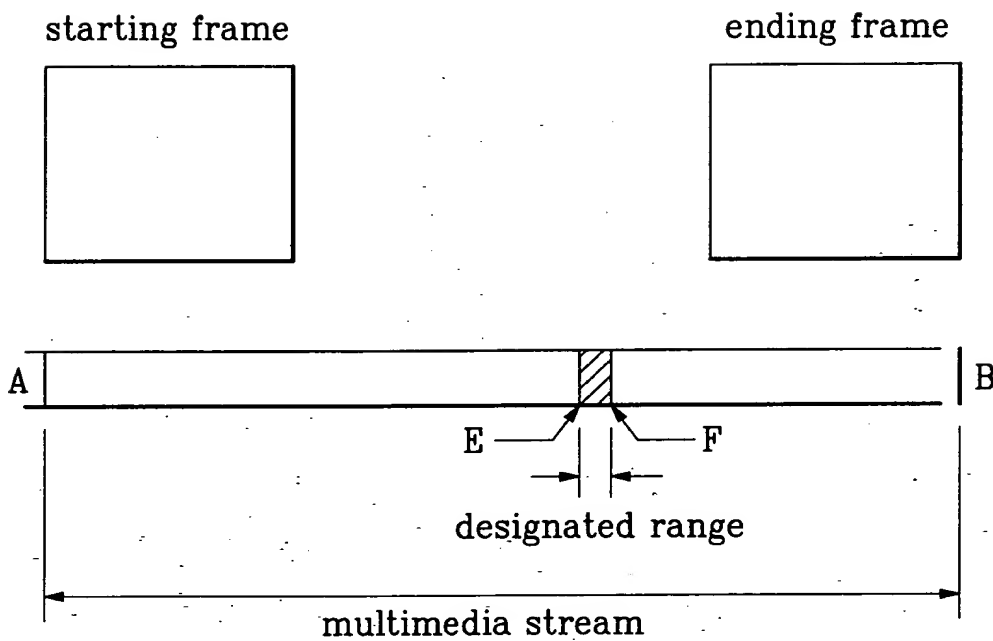 starting frame
ending frame
A
B
E
F
designated range
multimedia stream